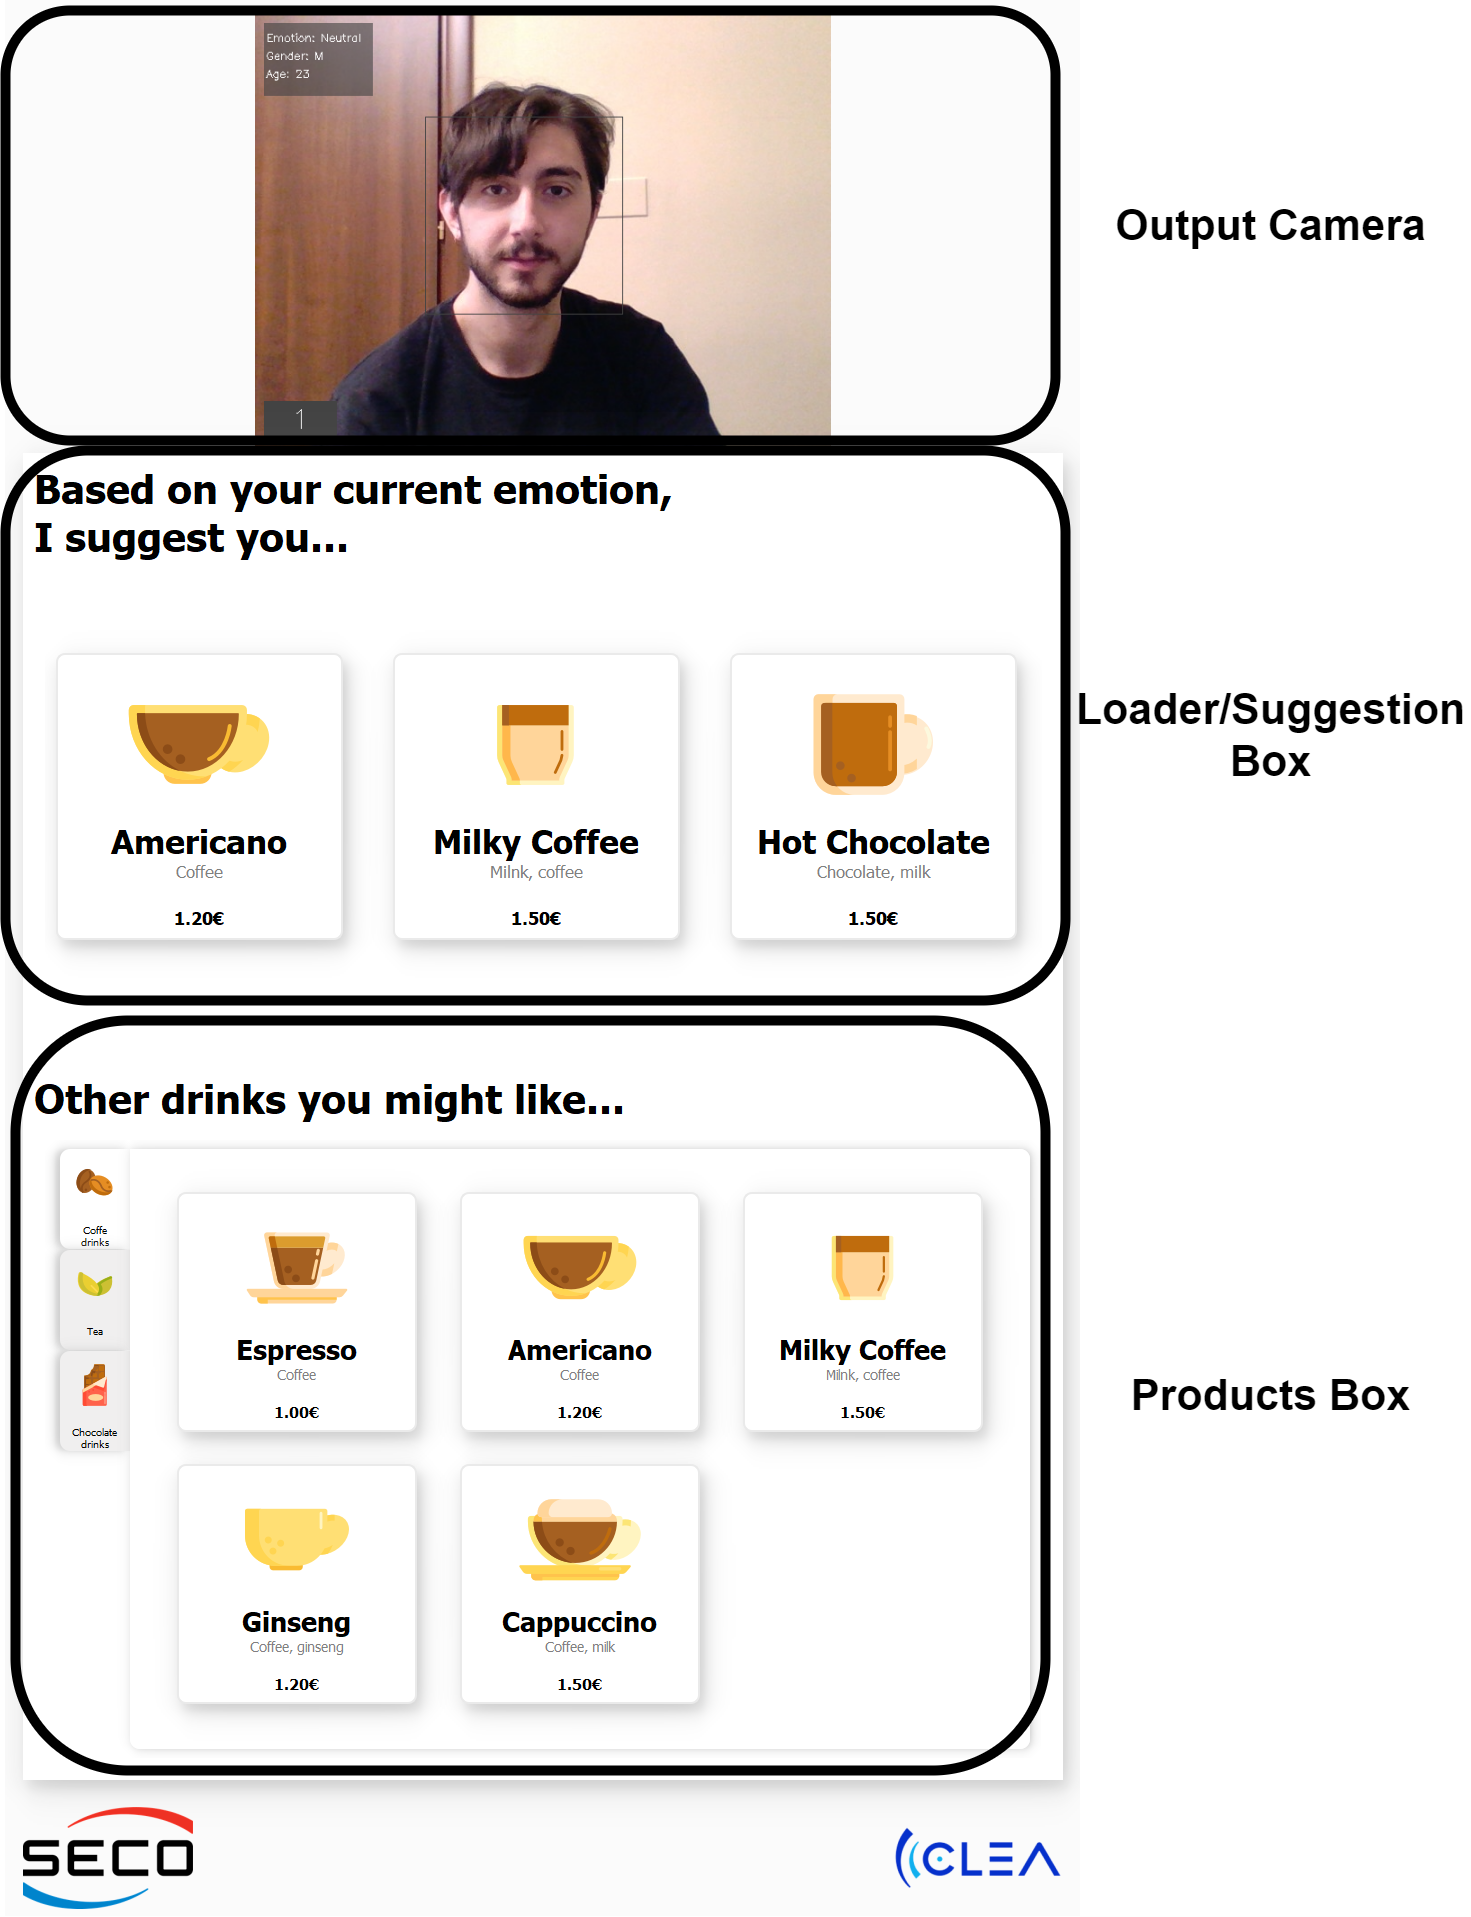 Emotion: Neutral
Gender: M
Age: 23
1
Output Camera
Based on your current emotion,
I suggest you...
Americano
Coffee
1.20€
Milky Coffee
Milnk, coffee
1.50€
Hot Chocolate
Chocolate, milk
1.50€
Loader/Suggestion
Box
Other drinks you might like...
Coffe
drinks
Tea
Chocolate
drinks
Espresso
Coffee
1.00€
Americano
Coffee
1.20€
Milky Coffee
Milnk, coffee
1.50€
Ginseng
Coffee, ginseng
1.20€
Cappuccino
Coffee, milk
1.50€
Products Box
SECO
CLEA